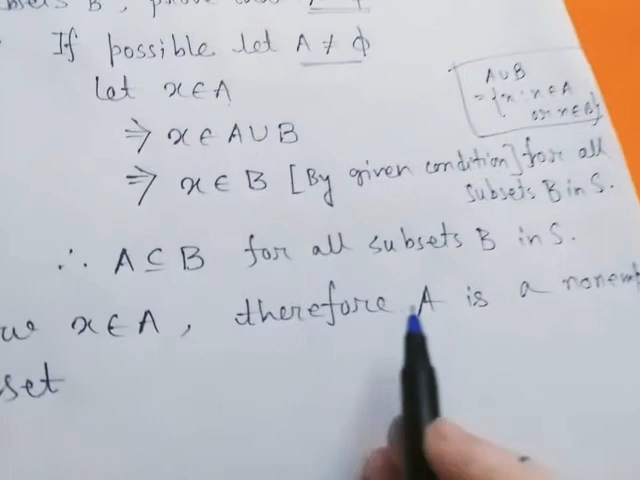 B, 
If possible let A ≠ ϕ
let x ∈ A
⇒ x ∈ A ∪ B
⇒ x ∈ B [By given condition] for all
subsets B in S.
∴ A ⊆ B for all subsets B in S.
x ∈ A, therefore A is a
set
A ∪ B
= {x : x ∈ A
or x ∈ B}